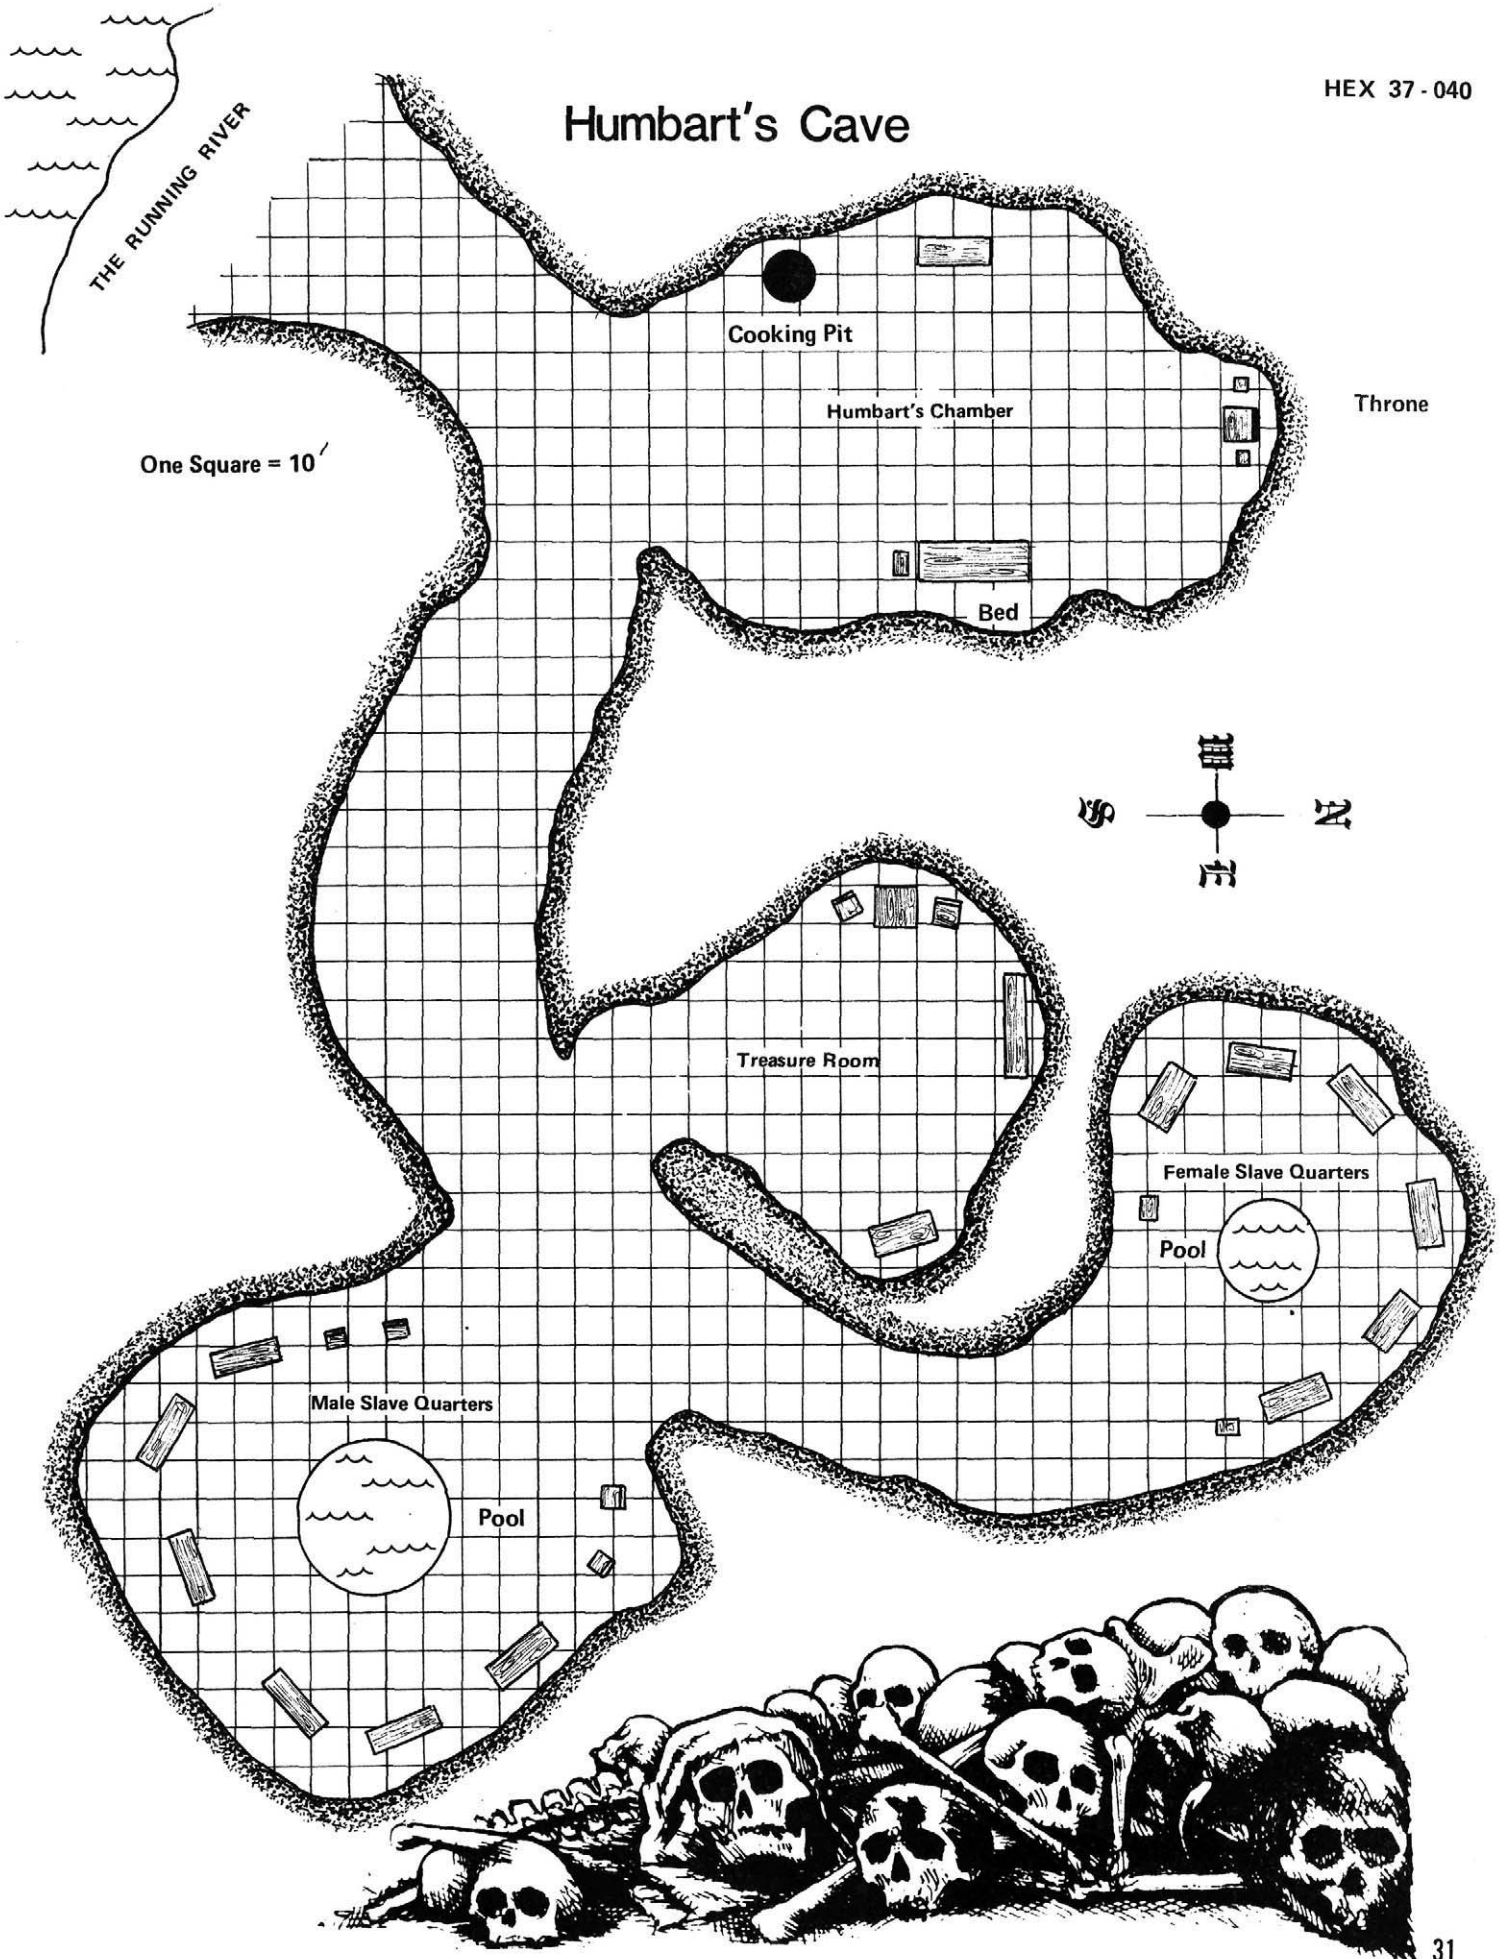 HEX 37 - 040
Humbart's Cave
THE RUNNING RIVER
Cooking Pit
Humbart's Chamber
Throne
One Square = 10'
Bed
W
S
N
E
Treasure Room
Female Slave Quarters
Pool
Male Slave Quarters
Pool
31